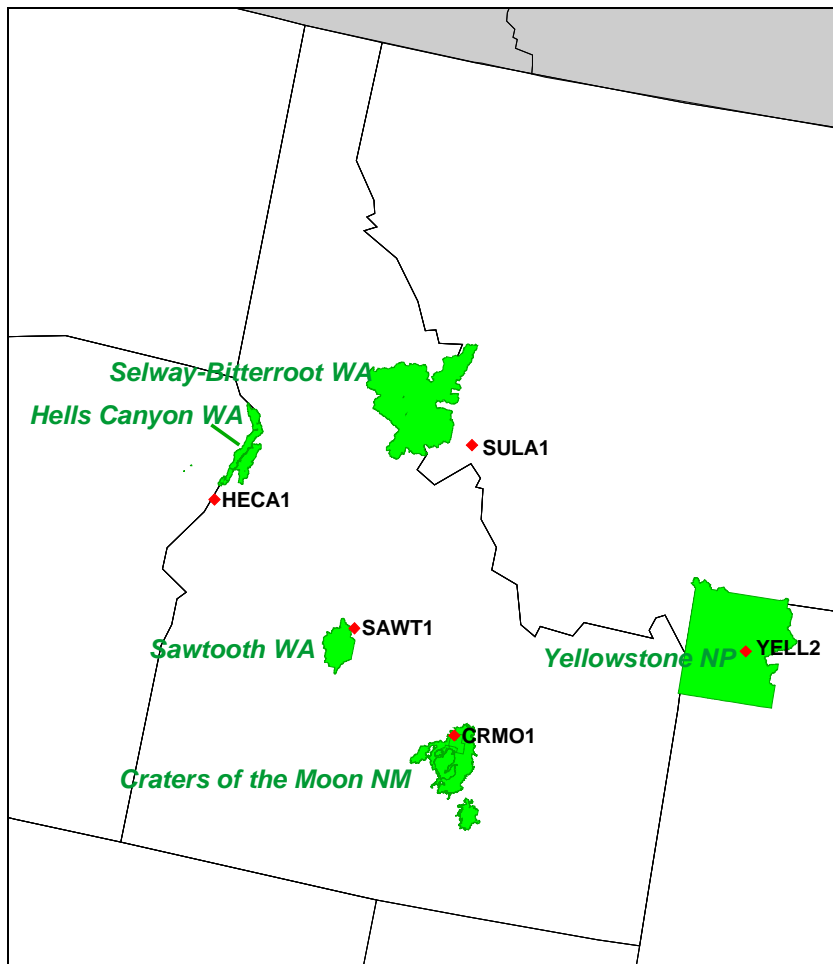 Selway-Bitterroot WA
Hells Canyon WA
SULA1
HECA1
SAWT1
Sawtooth WA
Yellowstone NP
YELL2
CRMO1
Craters of the Moon NM